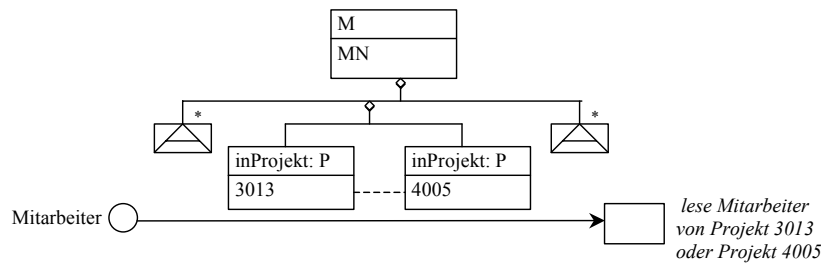 M
MN
*
*
inProjekt: P
inProjekt: P
3013
4005
Mitarbeiter
lese Mitarbeiter
von Projekt 3013
oder Projekt 4005